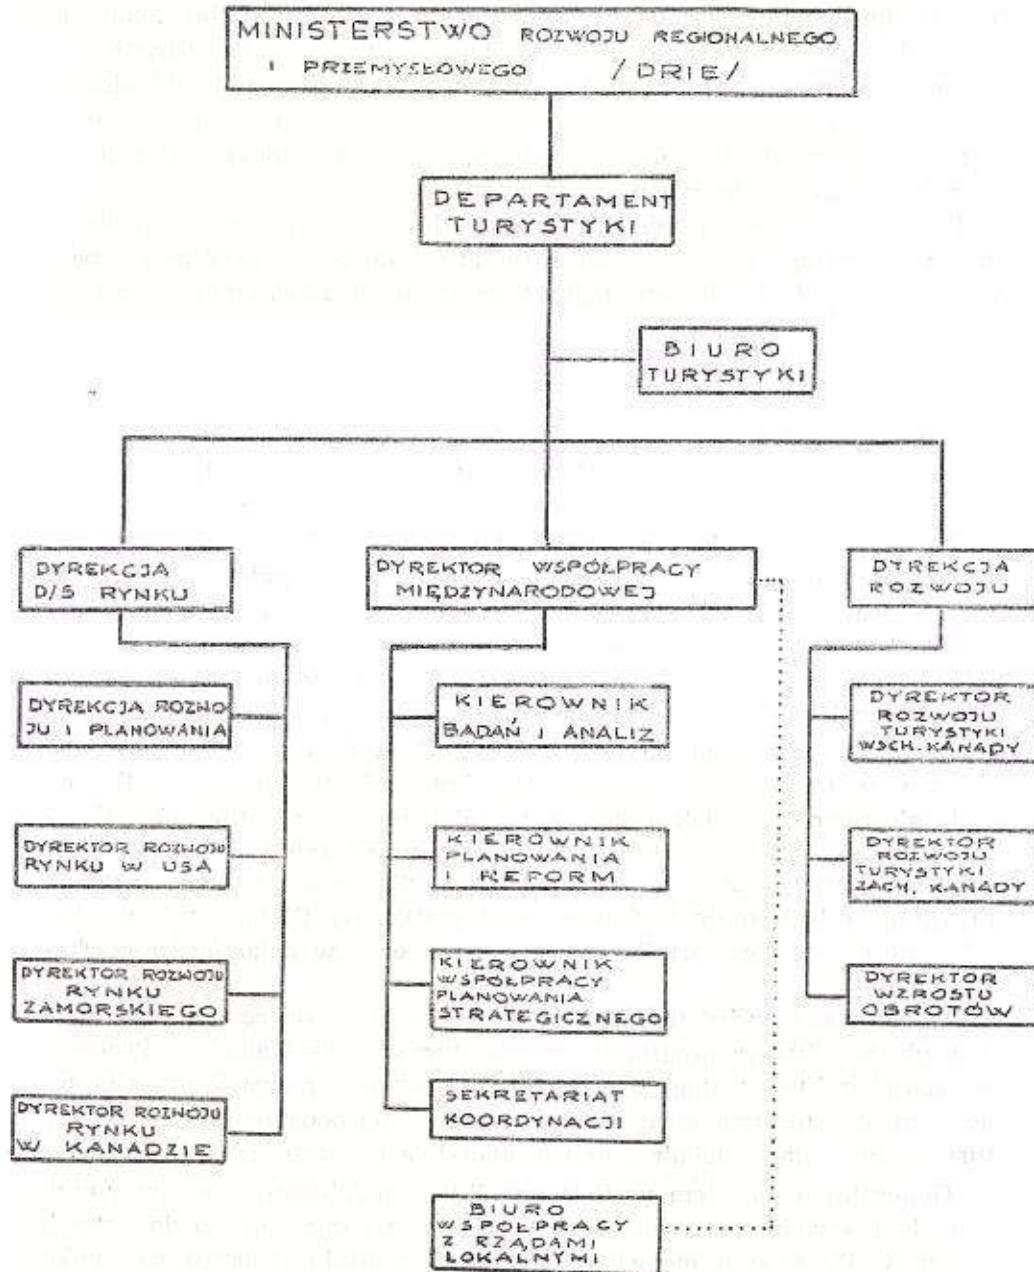 MINISTERSTWO ROZWOJU REGIONALNEGO
I PRZEMYSŁOWEGO /DRIE/
DEPARTAMENT
TURYSTYKI
BIURO
TURYSTYKI
DYREKCJA
D/S RYNKU
DYREKCJA ROZWO
JU I PLANOWANIA
DYREKTOR ROZWOJU
RYNKU W USA
DYREKTOR ROZWOJU
RYNKU
ZAMORSKIEGO
DYREKTOR ROZWOJU
RYNKU
W KANADZIE
DYREKTOR WSPÓŁPRACY
MIĘDZYNARODOWEJ
KIEROWNIK
BADAŃ I ANALIZ
KIEROWNIK
PLANOWANIA
I REFORM
KIEROWNIK
WSPÓŁPRACY
PLANOWANIA
STRATEGICZNEGO
SEKRETARIAT
KOORDYNACJI
BIURO
WSPÓŁPRACY
Z RZĄDAMI
LOKALNYMI
DYREKCJA
ROZWOJU
DYREKTOR
ROZWOJU
TURYSTYKI
WSCH. KANADY
DYREKTOR
ROZWOJU
TURYSTYKI
ZACH. KANADY
DYREKTOR
WZROSTU
OBROTÓW